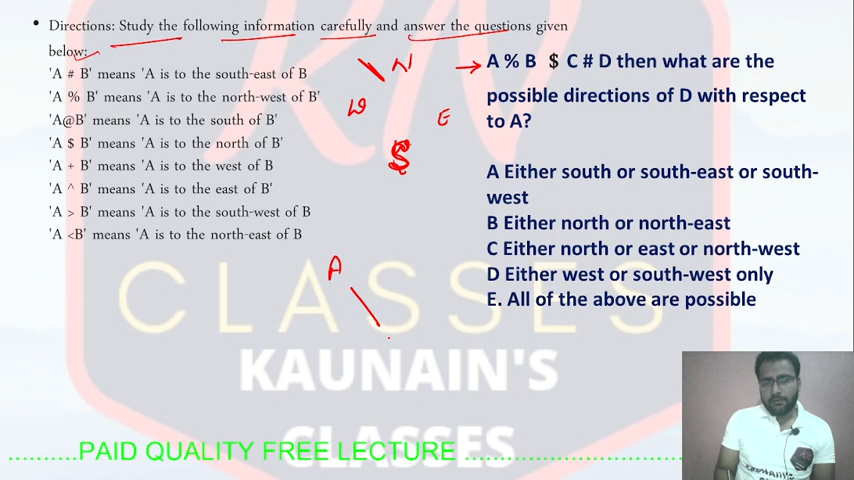 • Directions: Study the following information carefully and answer the questions given
below:
'A # B' means 'A is to the south-east of B
'A % B' means 'A is to the north-west of B'
'A@B' means 'A is to the south of B'
'A $ B' means 'A is to the north of B'
'A + B' means 'A is to the west of B
'A ^ B' means 'A is to the east of B'
'A > B' means 'A is to the south-west of B
'A <B' means 'A is to the north-east of B
N
W
E
S
A
A % B $ C # D then what are the
possible directions of D with respect
to A?
A Either south or south-east or south-
west
B Either north or north-east
C Either north or east or north-west
D Either west or south-west only
E. All of the above are possible
KN
CLASSES
KAUNAIN'S
CLASSES
..........PAID QUALITY FREE LECTURE ..............................